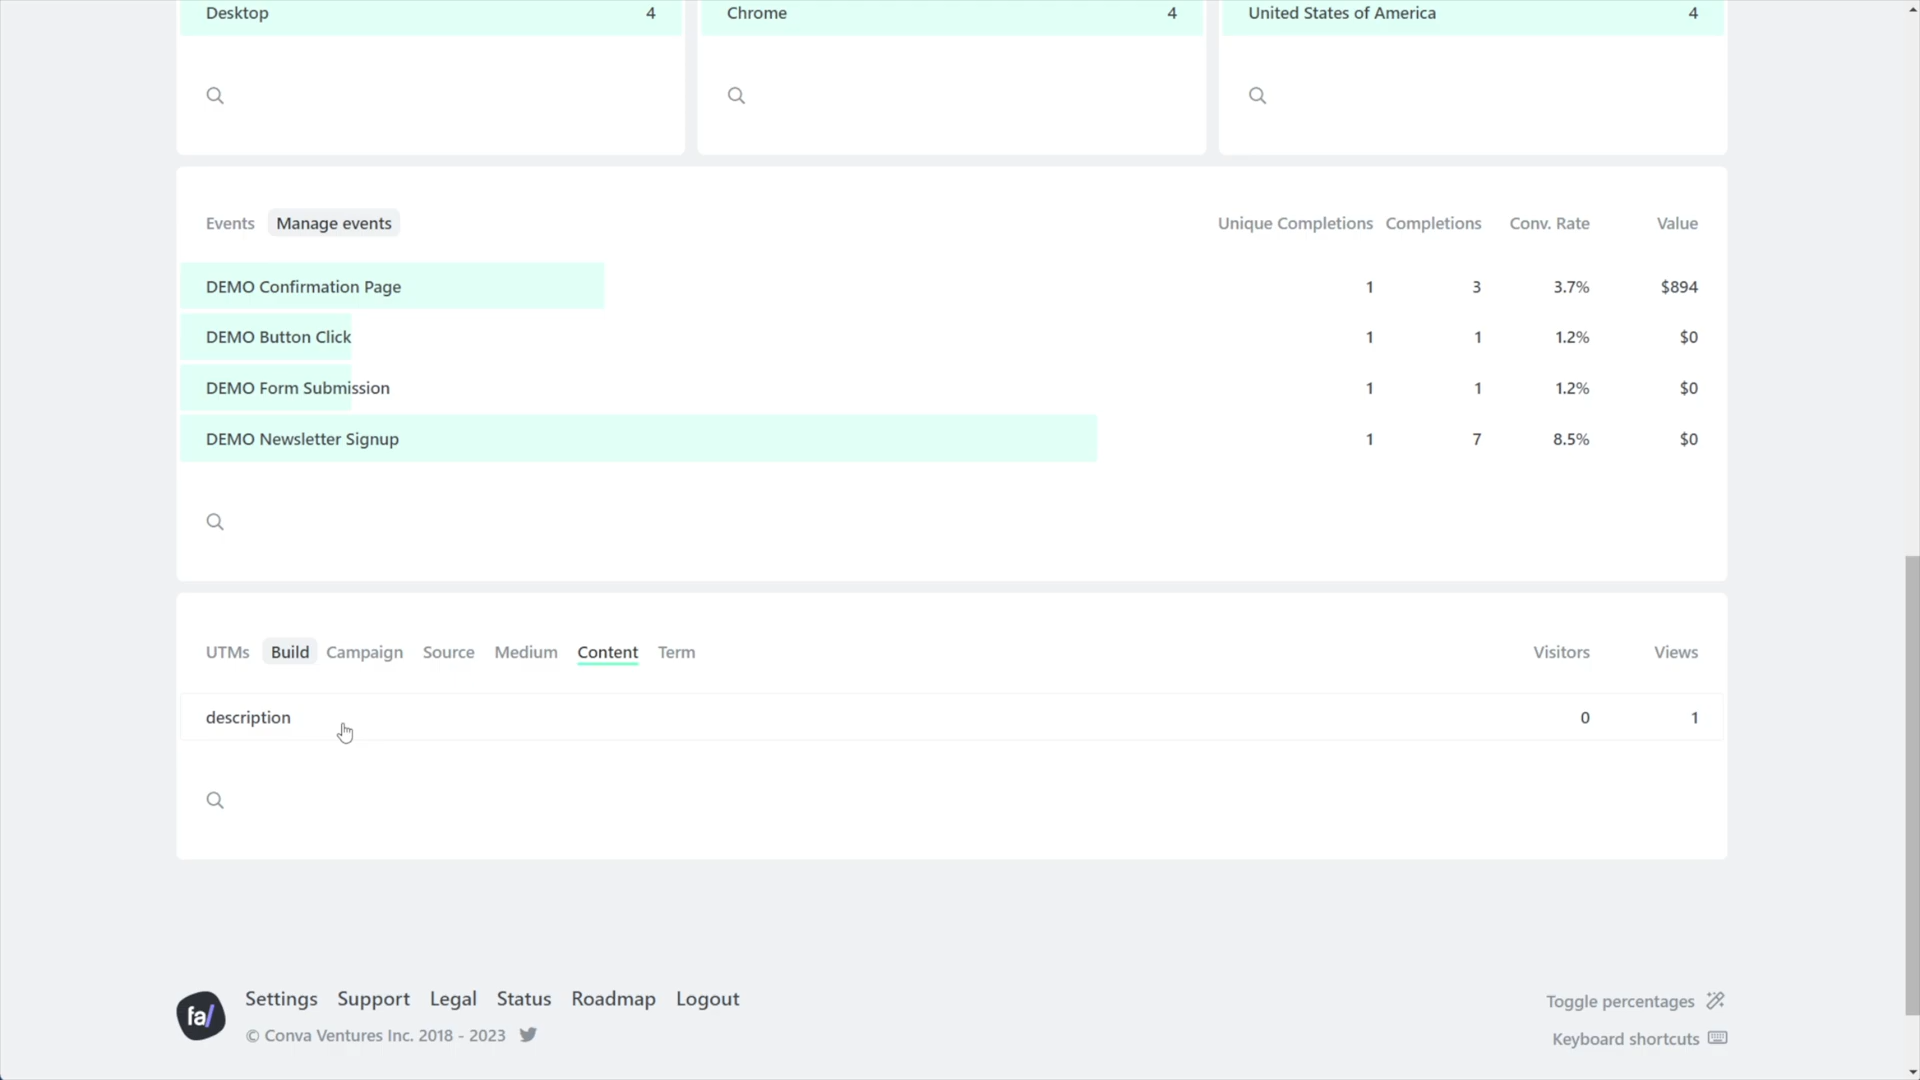 Desktop 4 Chrome 4 United States of America 4
Events Manage events Unique Completions Completions Conv. Rate Value
DEMO Confirmation Page 1 3 3.7% $894
DEMO Button Click 1 1 1.2% $0
DEMO Form Submission 1 1 1.2% $0
DEMO Newsletter Signup 1 7 8.5% $0
UTMs Build Campaign Source Medium Content Term Visitors Views
description 0 1
fa/ Settings Support Legal Status Roadmap Logout Toggle percentages
© Conva Ventures Inc. 2018 - 2023 Keyboard shortcuts